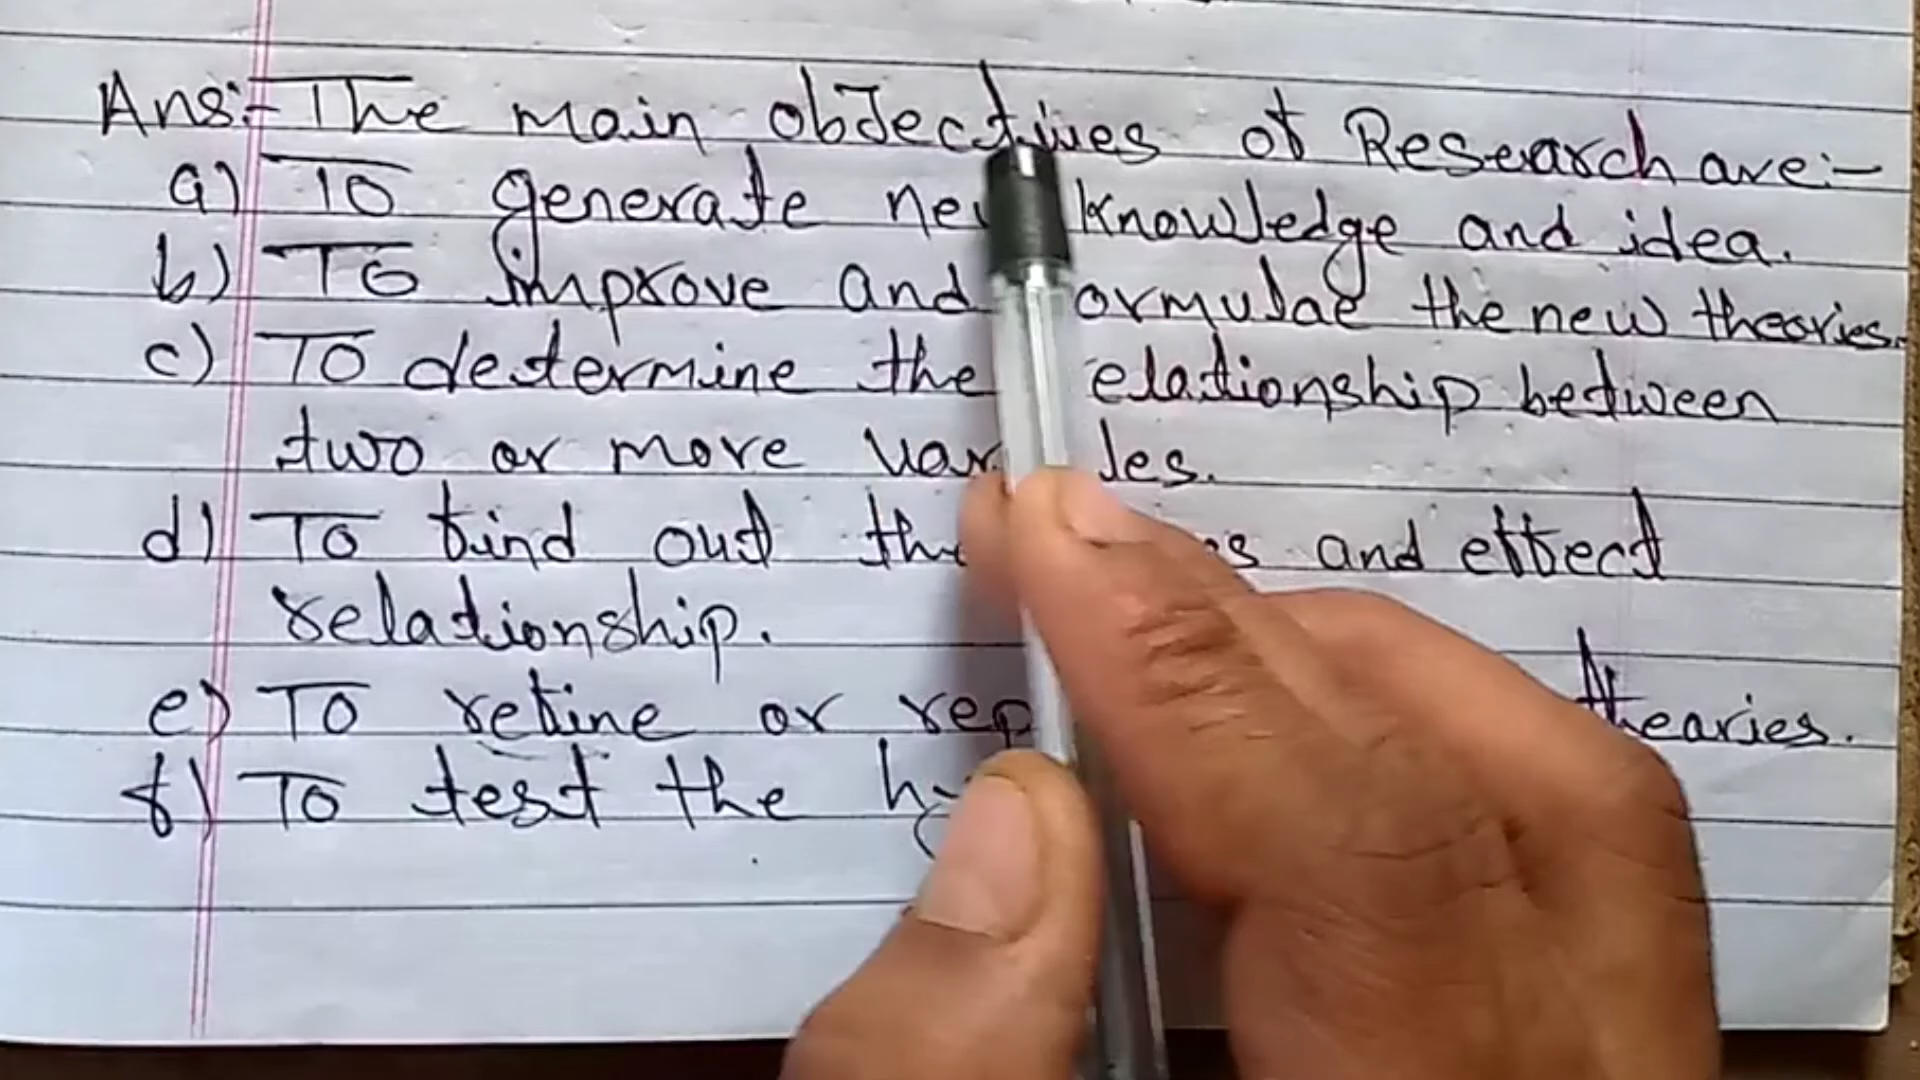 Ans:- The main objectives of Research are:-
a) To generate new knowledge and idea.
b) To improve and formulae the new theories.
c) To determine the relationship between
two or more variables.
d) To find out the and effect
relationship.
e) To refine or thearies.
f) To test the